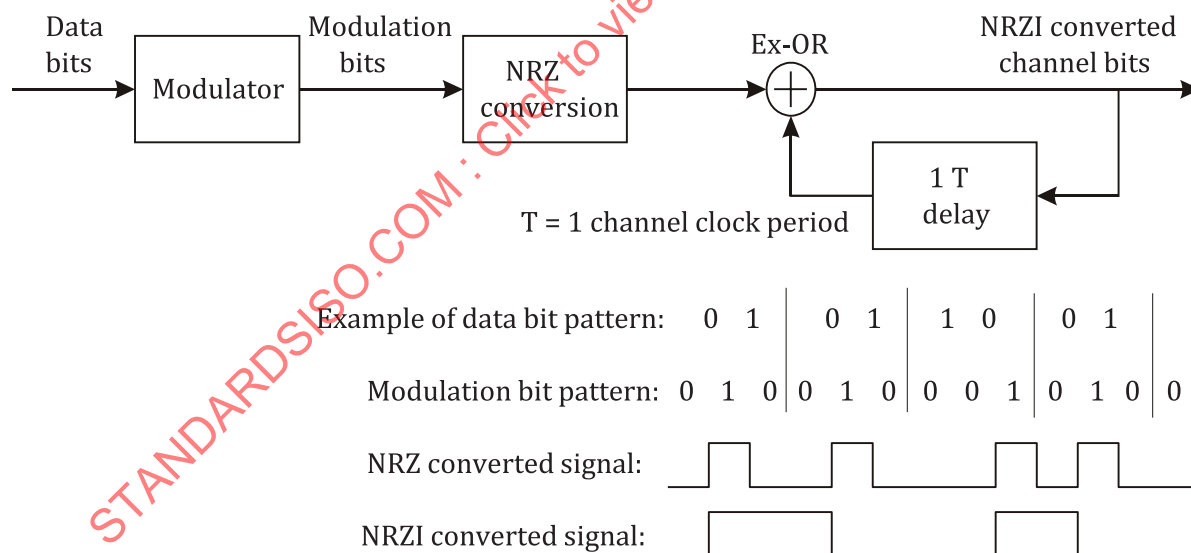 Data
bits
Modulator
Modulation
bits
NRZ
conversion
Ex-OR
NRZI converted
channel bits
1 T
delay
T = 1 channel clock period
Example of data bit pattern: 0 1 0 1 1 0 0 1
Modulation bit pattern: 0 1 0 0 1 0 0 0 1 0 1 0 0
NRZ converted signal:
NRZI converted signal:
STANDARDSISO.COM : Click to vie